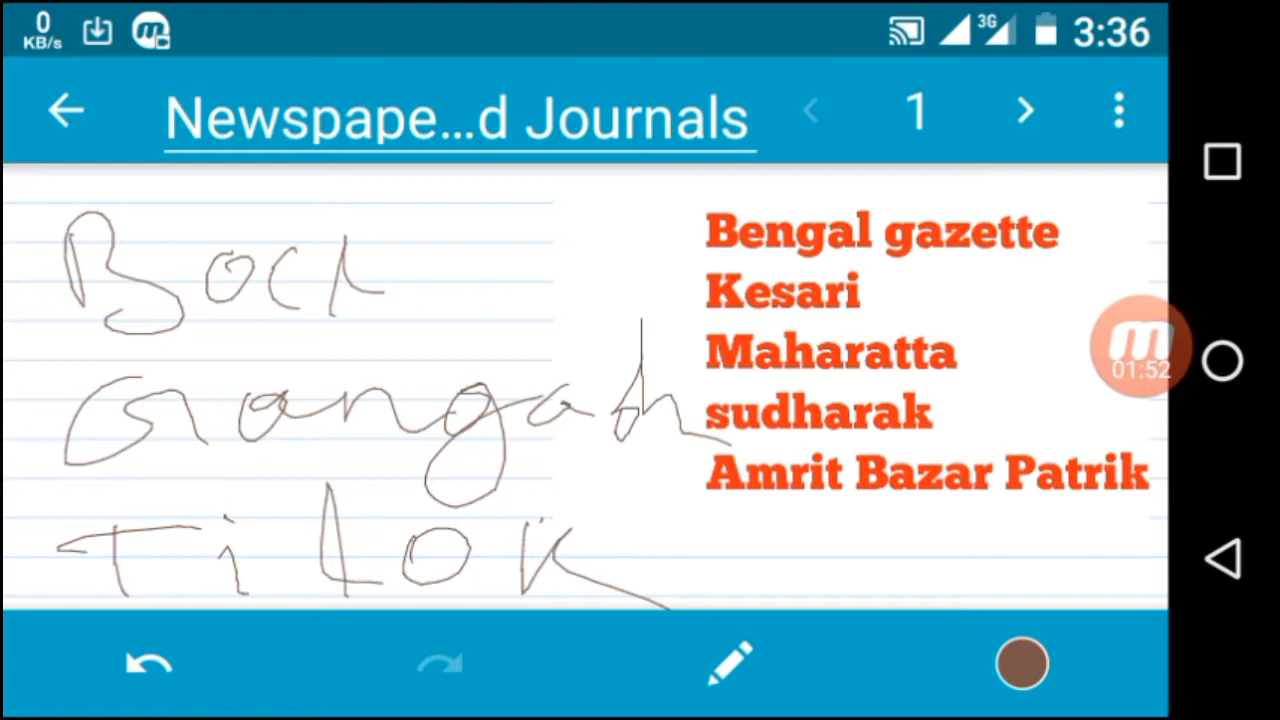 0 KB/s 3G 3:36
Newspape...d Journals 1
Bengal gazette
Kesari
Maharatta
sudharak
Amrit Bazar Patrik
01:52
Bal
Gangadh
Tilok